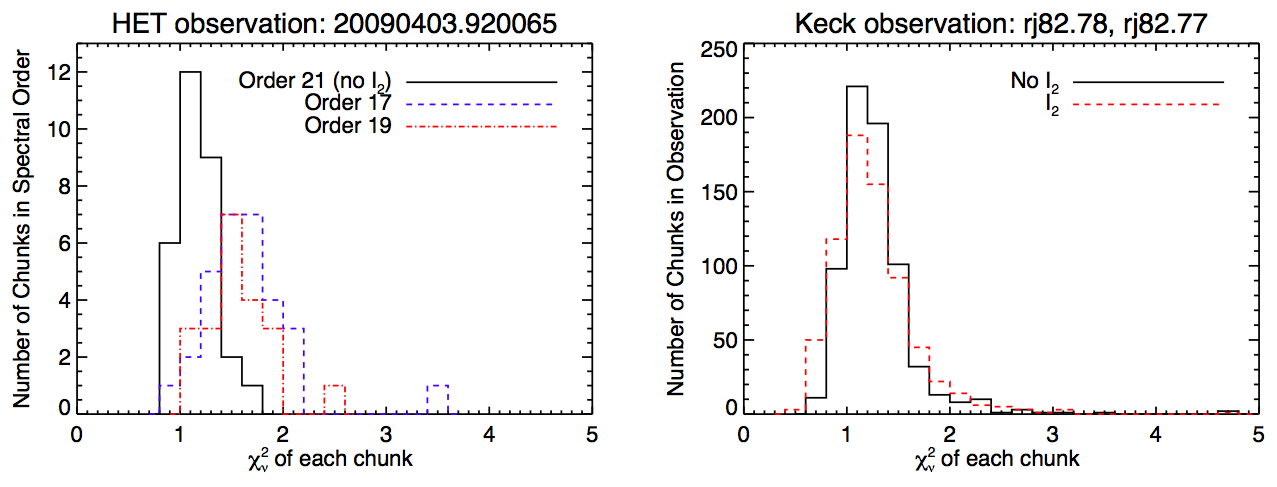 HET observation: 20090403.920065
Number of Chunks in Spectral Order
12
10
8
6
4
2
0
Order 21 (no I₂)
Order 17
Order 19
0 1 2 3 4 5
χ²ᵥ of each chunk
Keck observation: rj82.78, rj82.77
Number of Chunks in Observation
250
200
150
100
50
0
No I₂
I₂
0 1 2 3 4 5
χ²ᵥ of each chunk